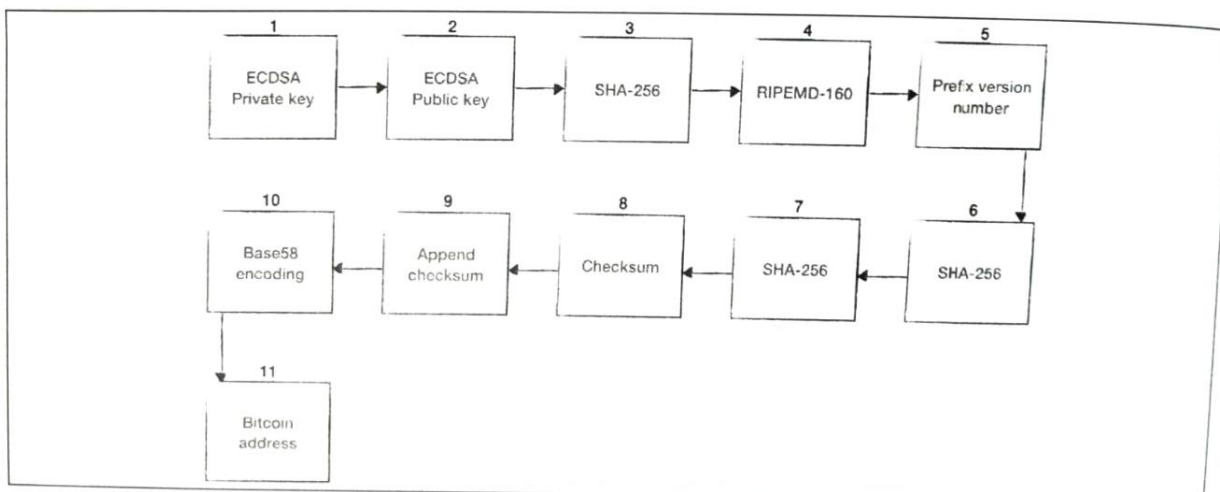 1
ECDSA
Private key
2
ECDSA
Public key
3
SHA-256
4
RIPEMD-160
5
Prefix version
number
6
SHA-256
7
SHA-256
8
Checksum
9
Append
checksum
10
Base58
encoding
11
Bitcoin
address